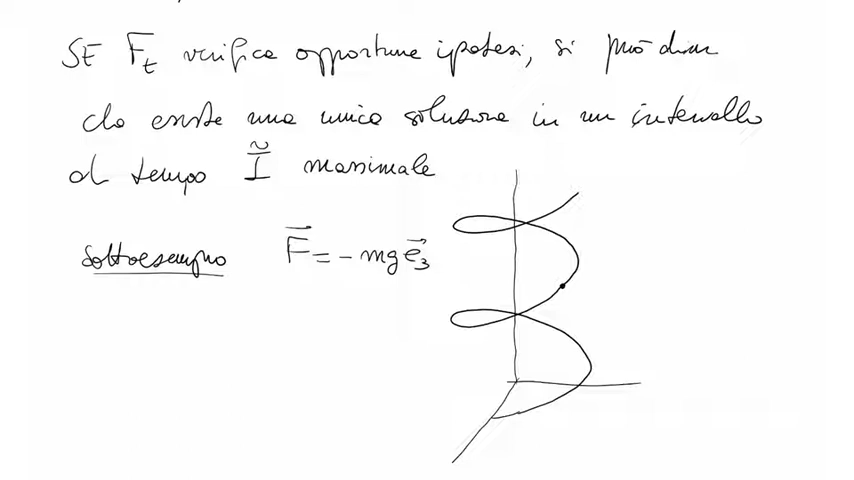 SE F_t verifica opportune ipotesi, si può dire
che esiste una unica soluzione in un intervallo
di tempo Ĩ massimale
Sottoesempio F⃗ = - mg e⃗₃